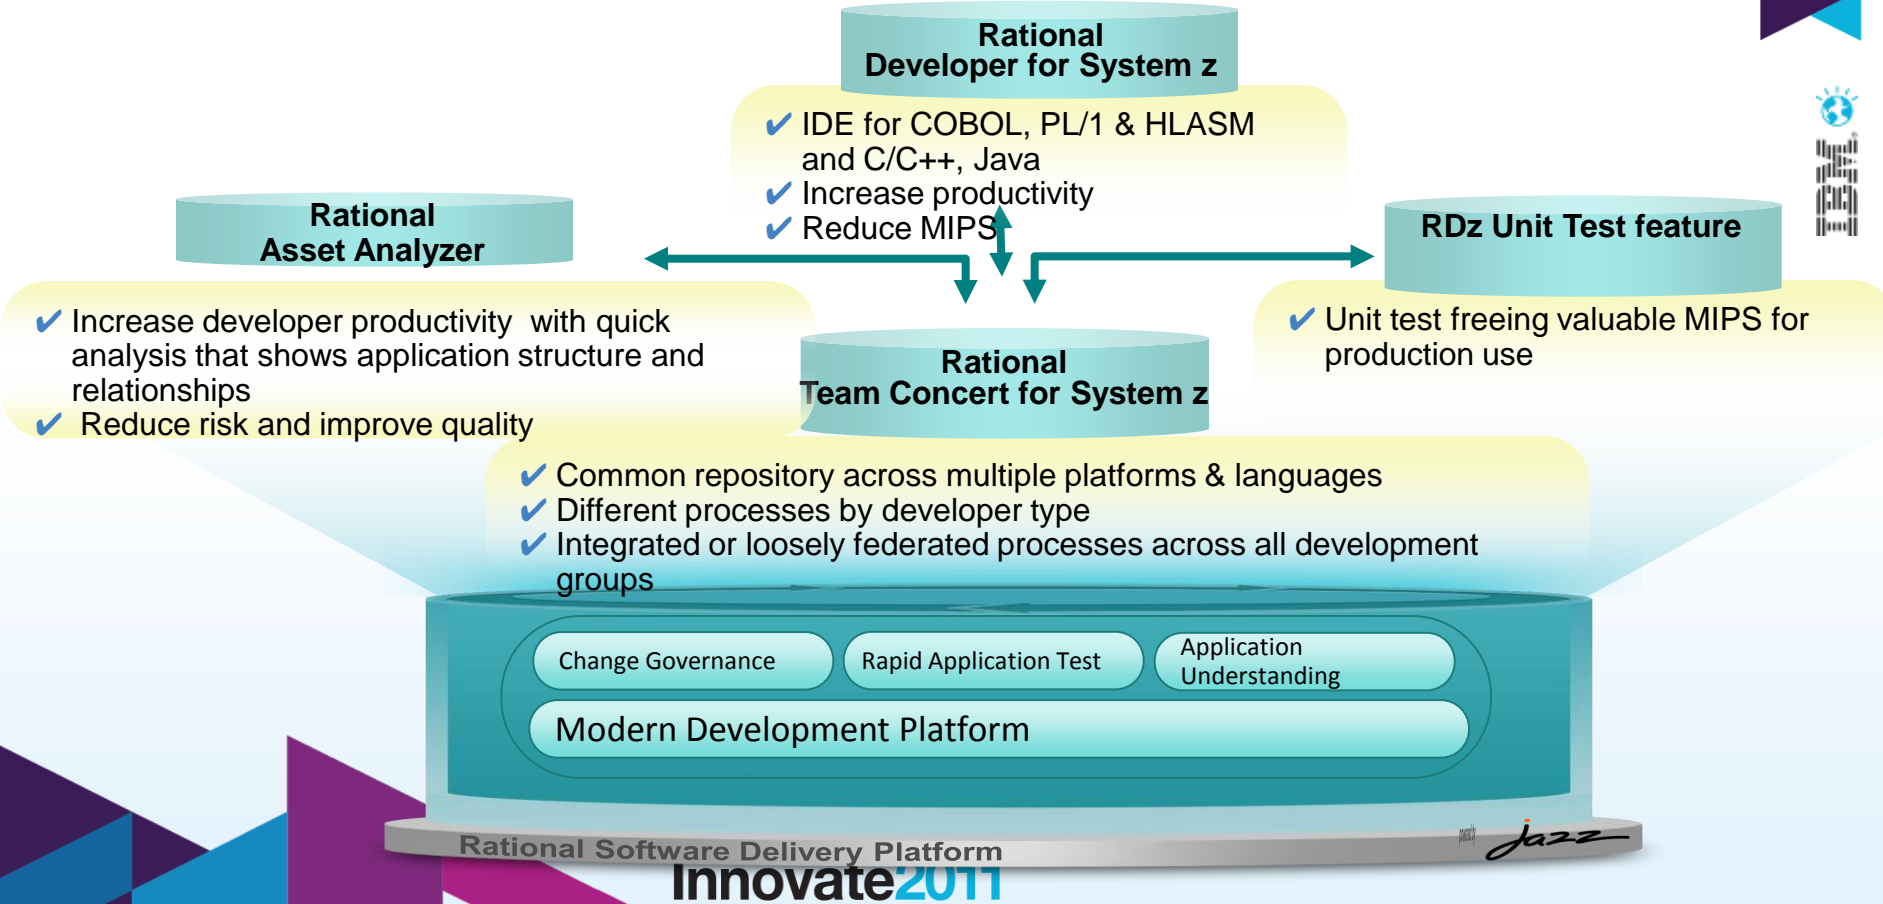 Rational
Developer for System z
✔ IDE for COBOL, PL/1 & HLASM
and C/C++, Java
✔ Increase productivity
✔ Reduce MIPS
IBM
Rational
Asset Analyzer
✔ Increase developer productivity with quick
analysis that shows application structure and
relationships
✔ Reduce risk and improve quality
RDz Unit Test feature
✔ Unit test freeing valuable MIPS for
production use
Rational
Team Concert for System z
✔ Common repository across multiple platforms & languages
✔ Different processes by developer type
✔ Integrated or loosely federated processes across all development
groups
Change Governance
Rapid Application Test
Application
Understanding
Modern Development Platform
Rational Software Delivery Platform
powered by
jazz
Innovate2011